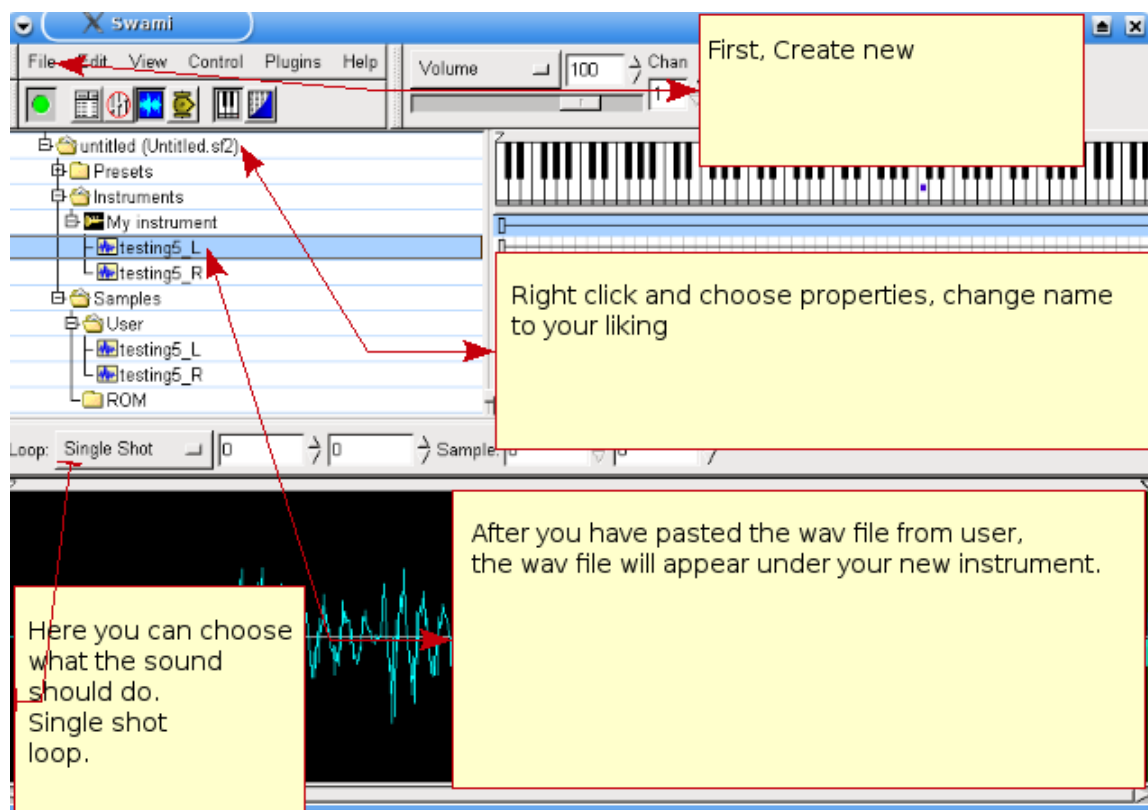 Swami
First, Create new
File Edit View Control Plugins Help
Volume 100 Chan
1
untitled (Untitled.sf2)
Presets
Instruments
My instrument
testing5_L
testing5_R
Samples
User
testing5_L
testing5_R
ROM
Right click and choose properties, change name
to your liking
Loop: Single Shot 0 0 Sample:
After you have pasted the wav file from user,
the wav file will appear under your new instrument.
Here you can choose
what the sound
should do.
Single shot
loop.